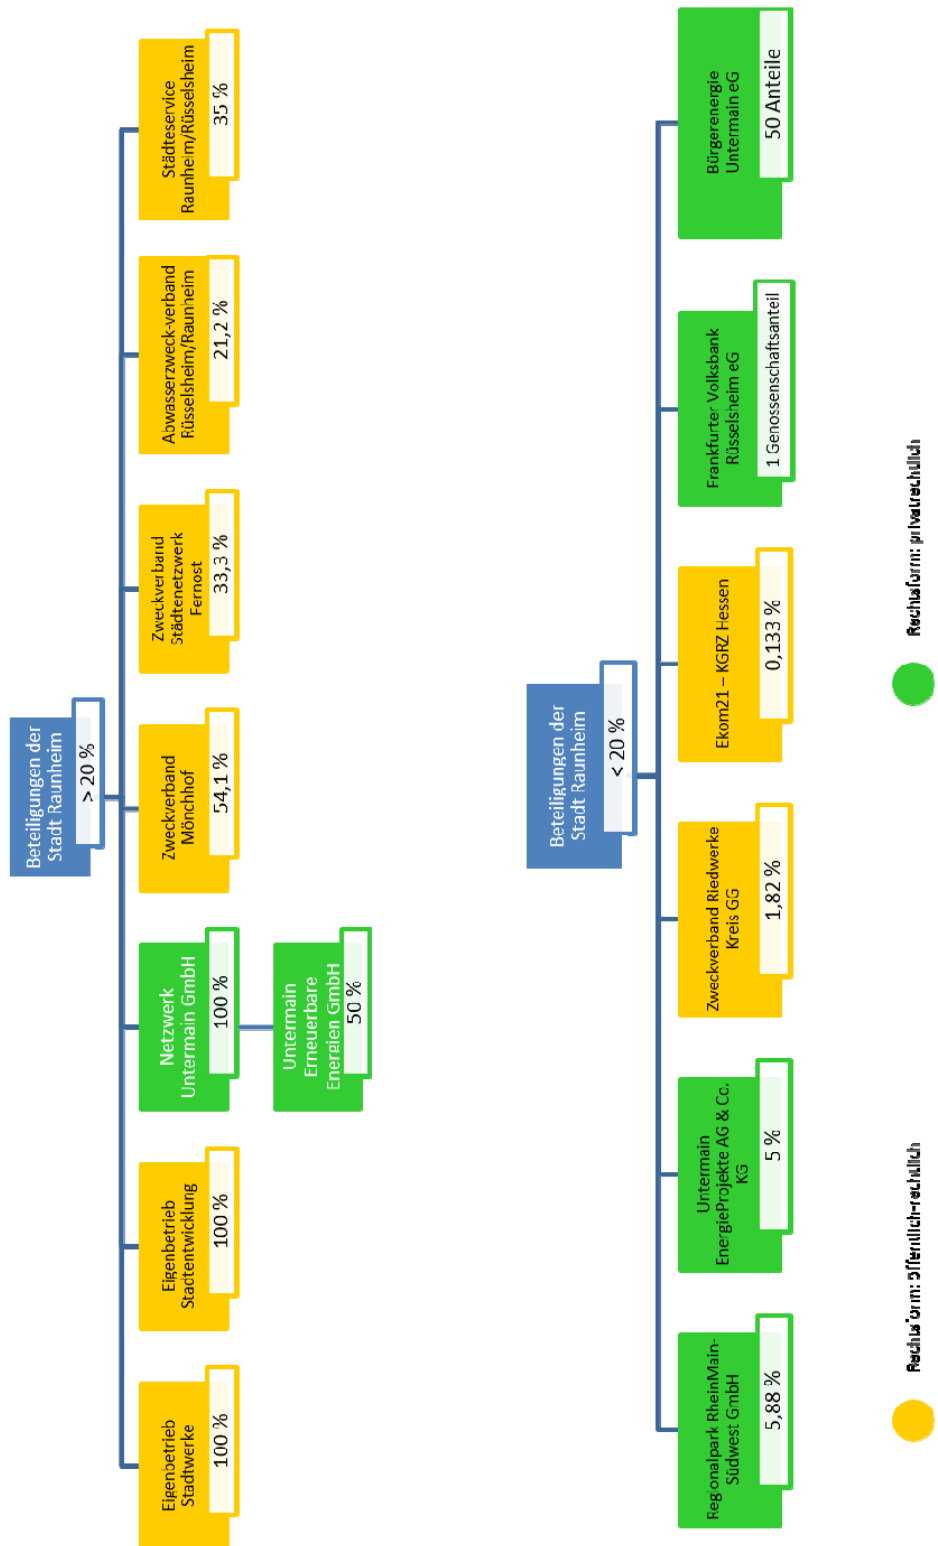 Beteiligungen der
Stadt Raunheim
> 20 %
Eigenbetrieb
Stadtwerke
100 %
Eigenbetrieb
Stadtentwicklung
100 %
Netzwerk
Untermain GmbH
100 %
Untermain
Erneuerbare
Energien GmbH
50 %
Zweckverband
Mönchhof
54,1 %
Zweckverband
Städtenetzwerk
Fernost
33,3 %
Abwasserzweck-verband
Rüsselsheim/Raunheim
21,2 %
Städteservice
Raunheim/Rüsselsheim
35 %
Beteiligungen der
Stadt Raunheim
< 20 %
Regionalpark RheinMain-
Südwest GmbH
5,88 %
Untermain
EnergieProjekte AG & Co.
KG
5 %
Zweckverband Riedwerke
Kreis GG
1,82 %
Ekom21 – KGRZ Hessen
0,133 %
Frankfurter Volksbank
Rüsselsheim eG
1 Genossenschaftsanteil
Bürgerenergie
Untermain eG
50 Anteile
Rechtsform: öffentlich-rechtlich
Rechtsform: privatrechtlich